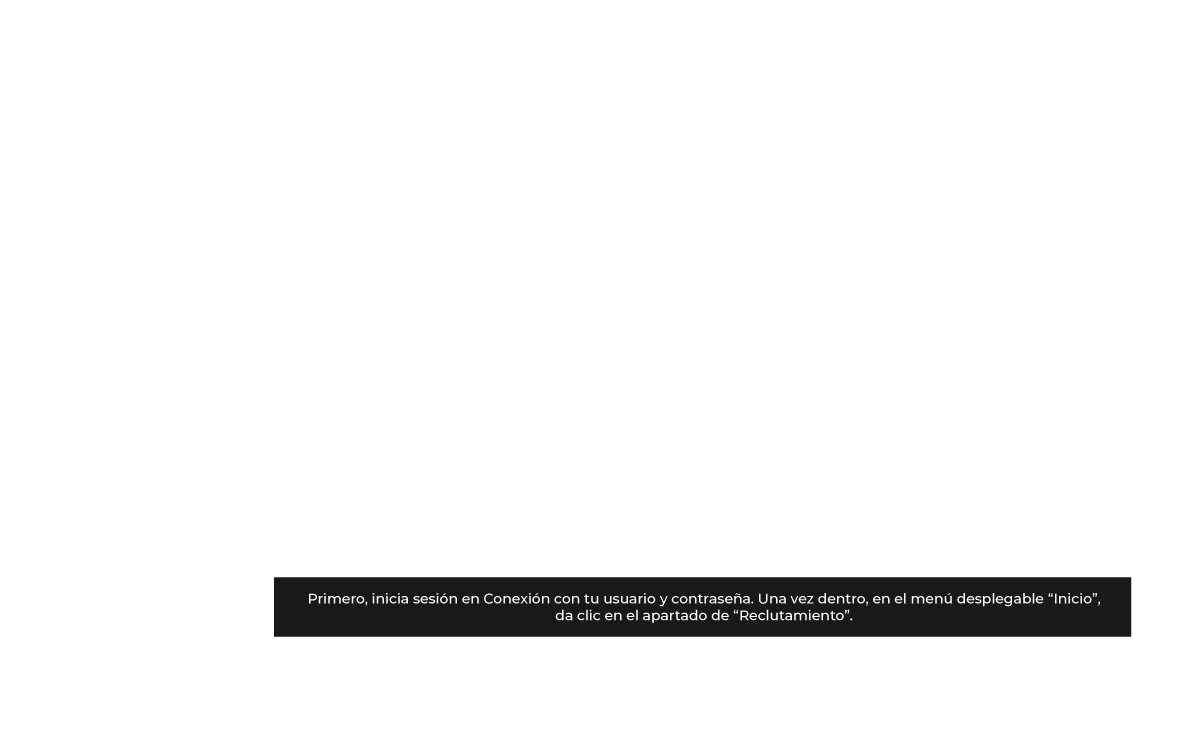 Primero, inicia sesión en Conexión con tu usuario y contraseña. Una vez dentro, en el menú desplegable “Inicio”,
da clic en el apartado de “Reclutamiento”.